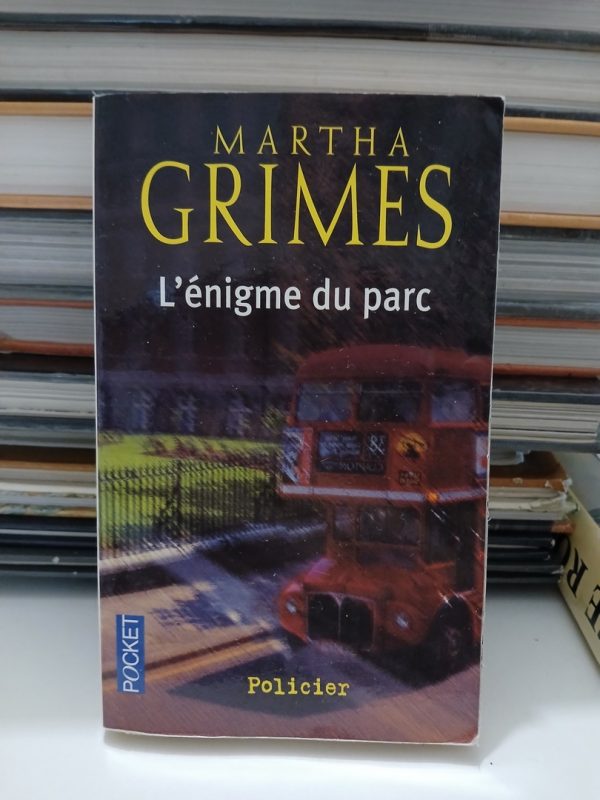 MARTHA
GRIMES
L'énigme du parc
POCKET
Policier